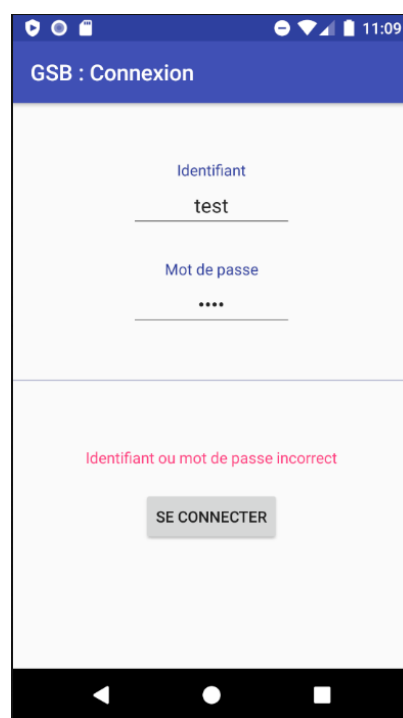 11:09
GSB : Connexion
Identifiant
test
Mot de passe
••••
Identifiant ou mot de passe incorrect
SE CONNECTER